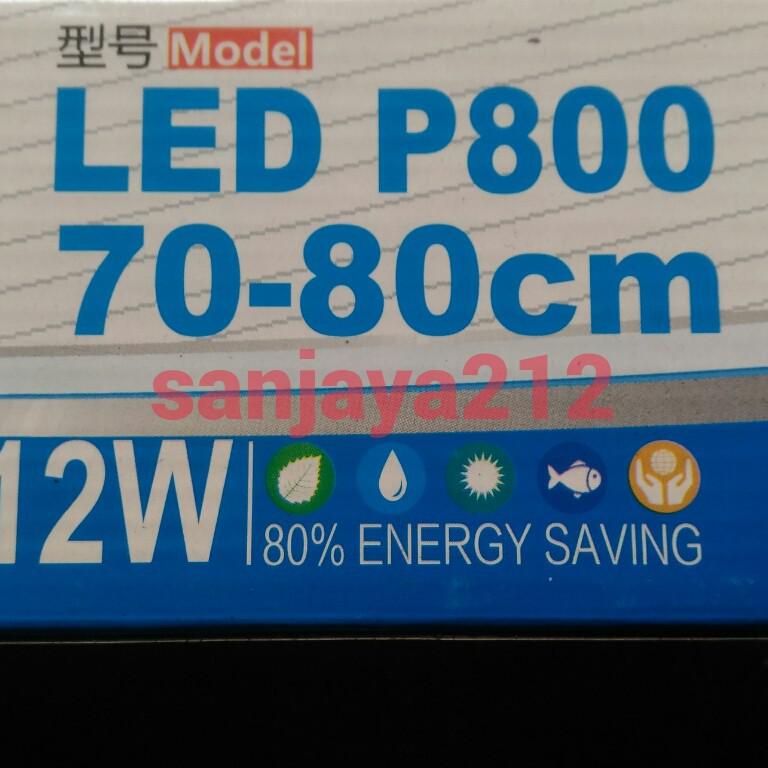 型号 Model
LED P800
70-80cm
sanjaya212
12W
80% ENERGY SAVING